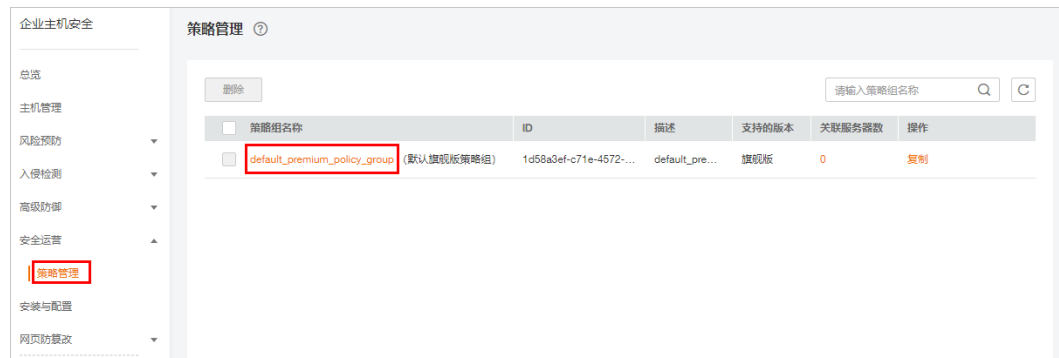 企业主机安全
策略管理 ?
总览
主机管理
风险预防
入侵检测
高级防御
安全运营
策略管理
安装与配置
网页防篡改
删除
请输入策略组名称
策略组名称 ID 描述 支持的版本 关联服务器数 操作
default_premium_policy_group (默认旗舰版策略组) 1d58a3ef-c71e-4572-... default_pre... 旗舰版 0 复制